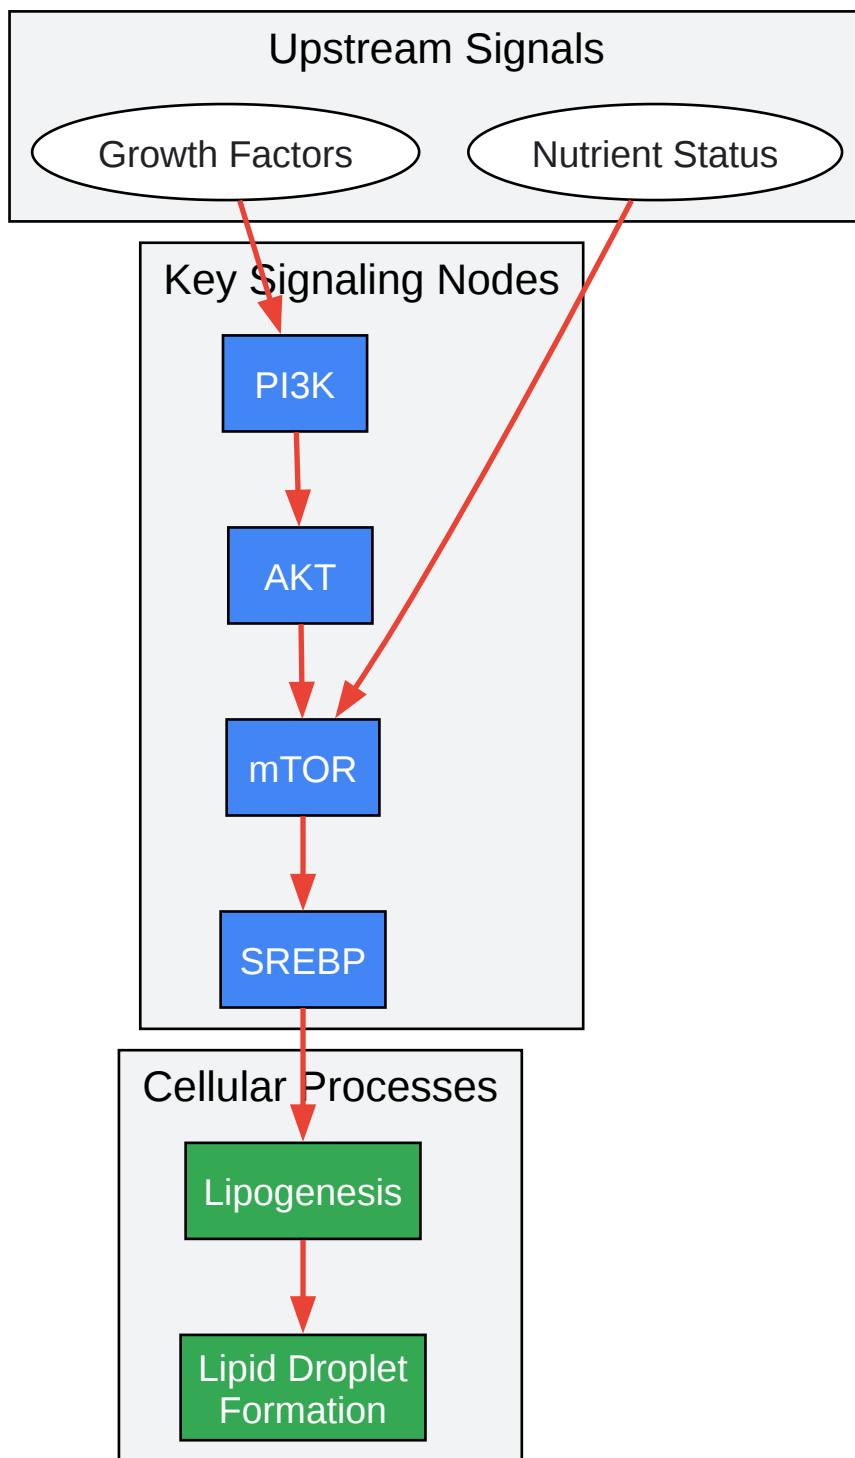 Upstream Signals
Growth Factors
Nutrient Status
Key Signaling Nodes
PI3K
AKT
mTOR
SREBP
Cellular Processes
Lipogenesis
Lipid Droplet
Formation